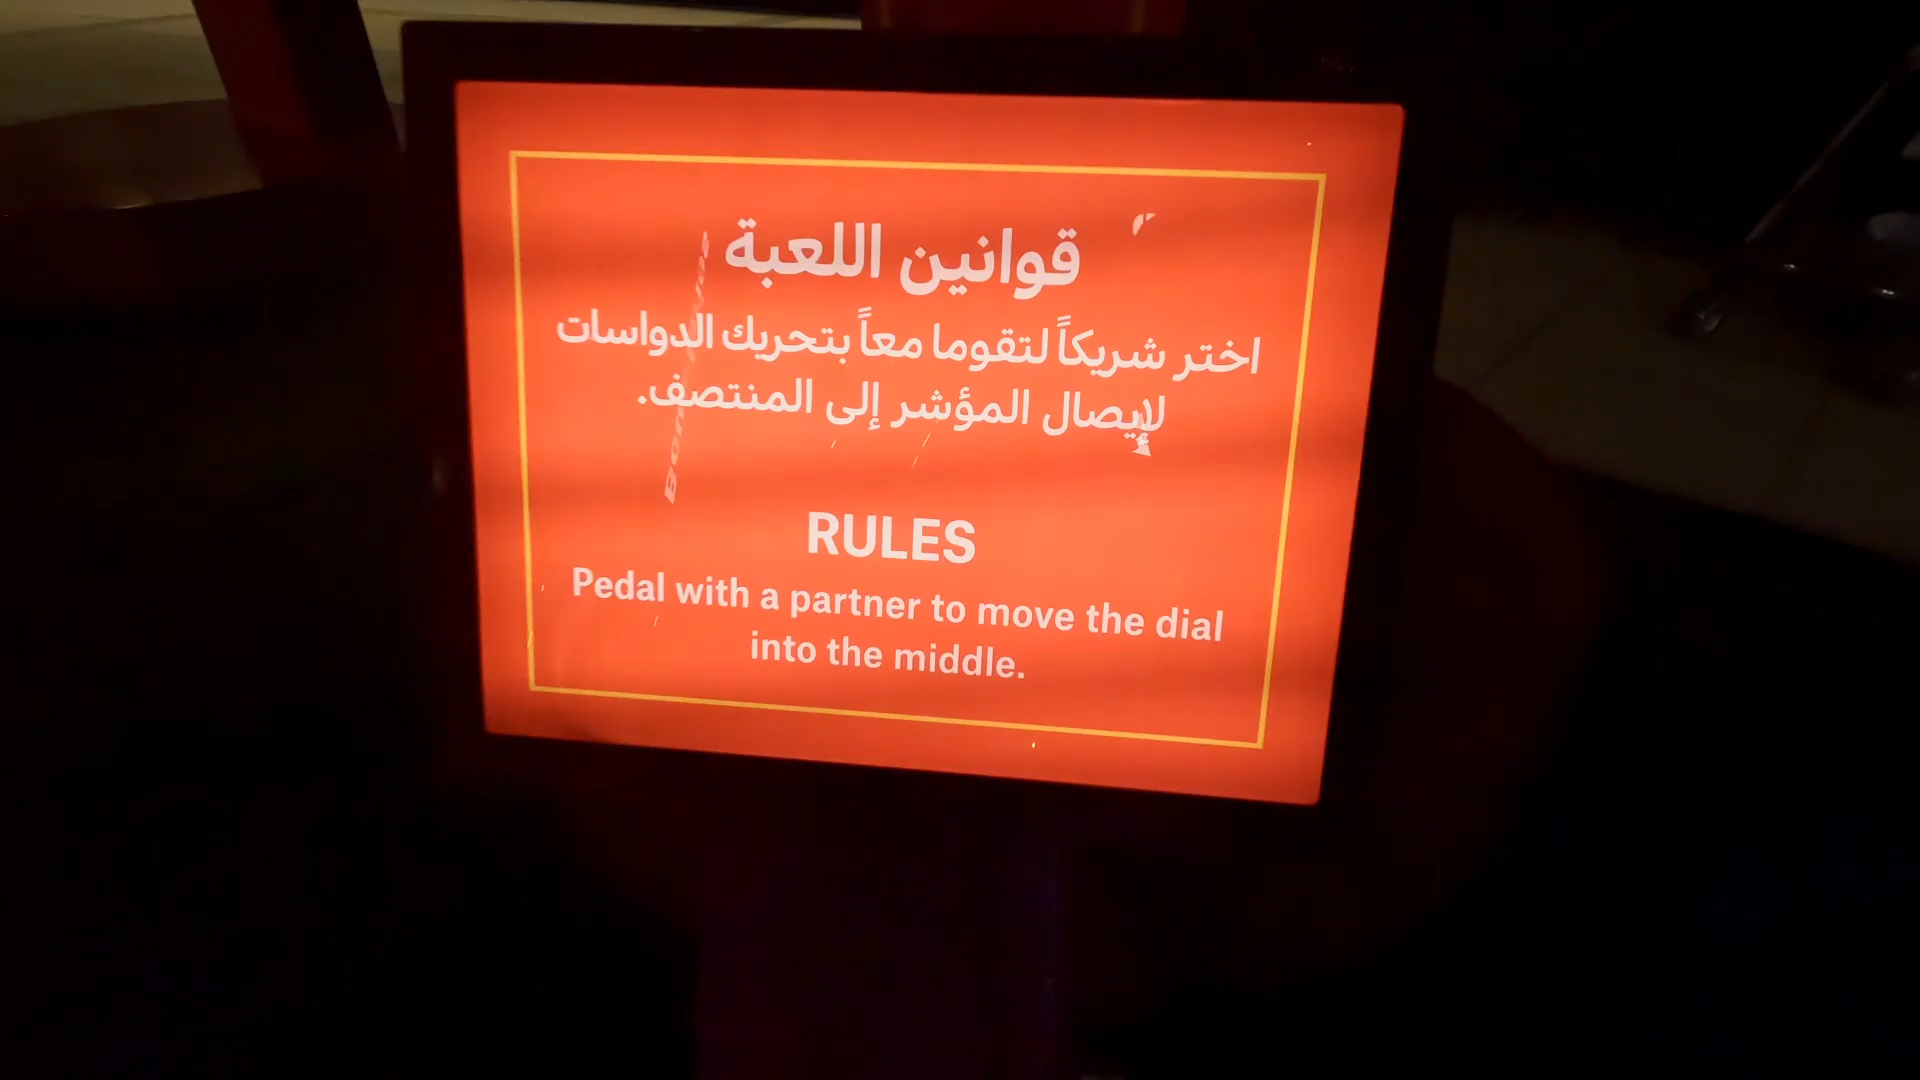 قوانين اللعبة
اختر شريكاً لتقوما معاً بتحريك الدواسات
لإيصال المؤشر إلى المنتصف.
RULES
Pedal with a partner to move the dial
into the middle.